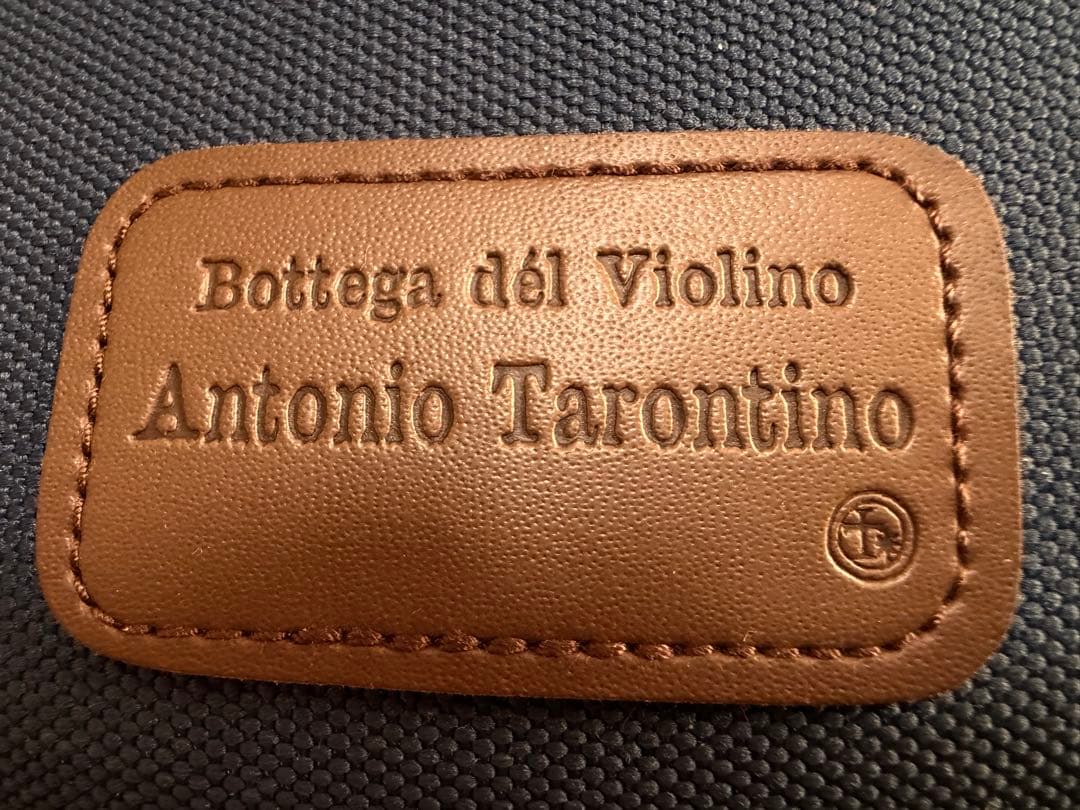 Bottega dél Violino
Antonio Tarontino